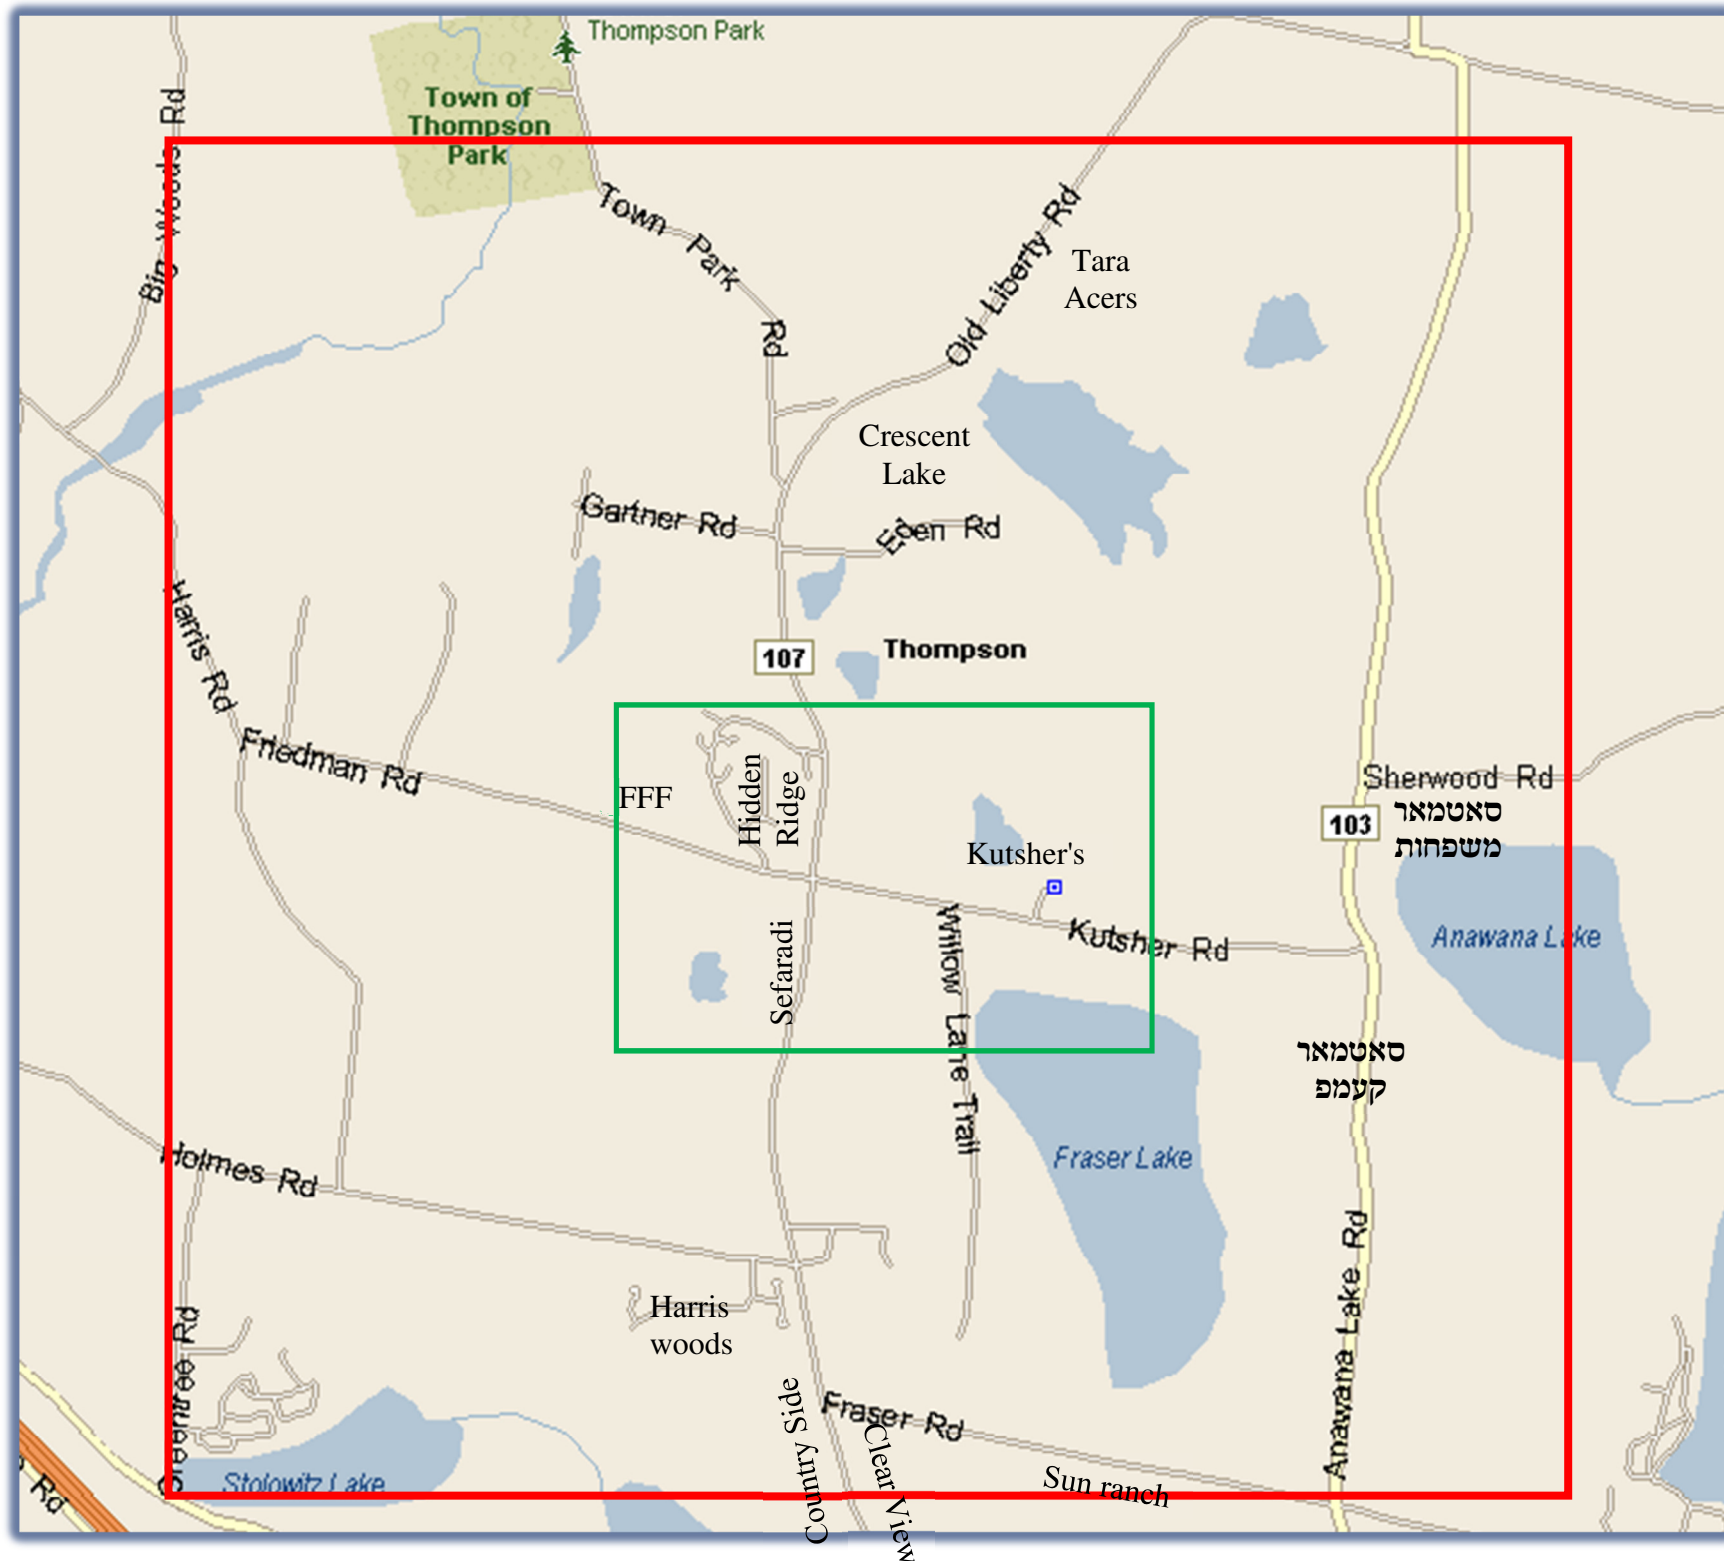 Thompson Park
Town of
Thompson
Park
Big Woods Rd
Town Park Rd
Old Liberty Rd
Tara
Acers
Crescent
Lake
Gartner Rd
Rd
Harris Rd
107
Thompson
Friedman Rd
FFF
Hidden
Ridge
Kutsher's
Sherwood Rd
סאטמאר
משפחות
103
Anawana Lake
Kutsher Rd
Willow Lane Trail
Sefaradi
סאטמאר
קעמפ
Fraser Lake
Holmes Rd
Anawana Lake Rd
Harris
woods
Greentree Rd
Country Side
Fraser Rd
Clear View
Sun ranch
Stolowitz Lake
Rd